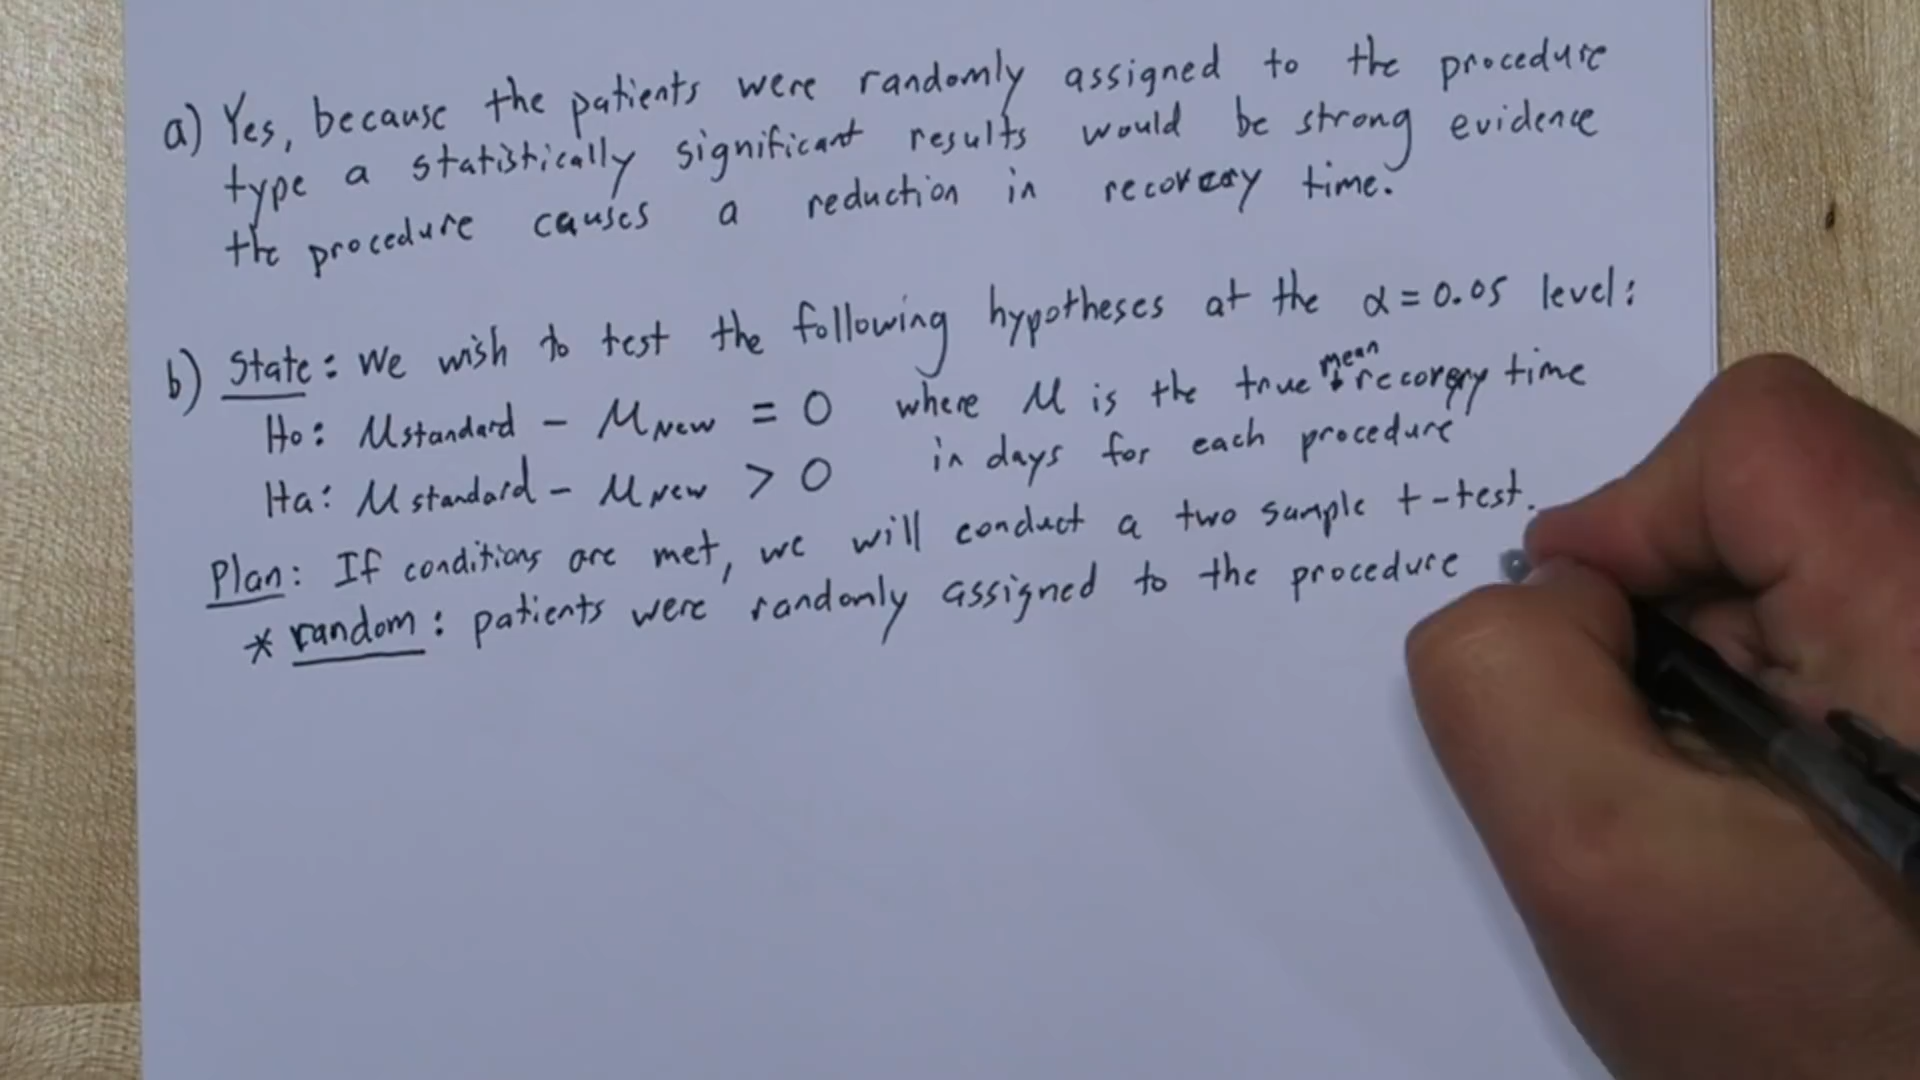 a) Yes, because the patients were randomly assigned to the procedure
type a statistically significant results would be strong evidence
the procedure causes a reduction in recovery time.
b) State: We wish to test the following hypotheses at the α = 0.05 level:
Ho: μstandard - μNew = 0 where μ is the true mean recovery time
in days for each procedure
Ha: μstandard - μNew > 0
Plan: If conditions are met, we will conduct a two sample t-test.
* random: patients were randomly assigned to the procedure